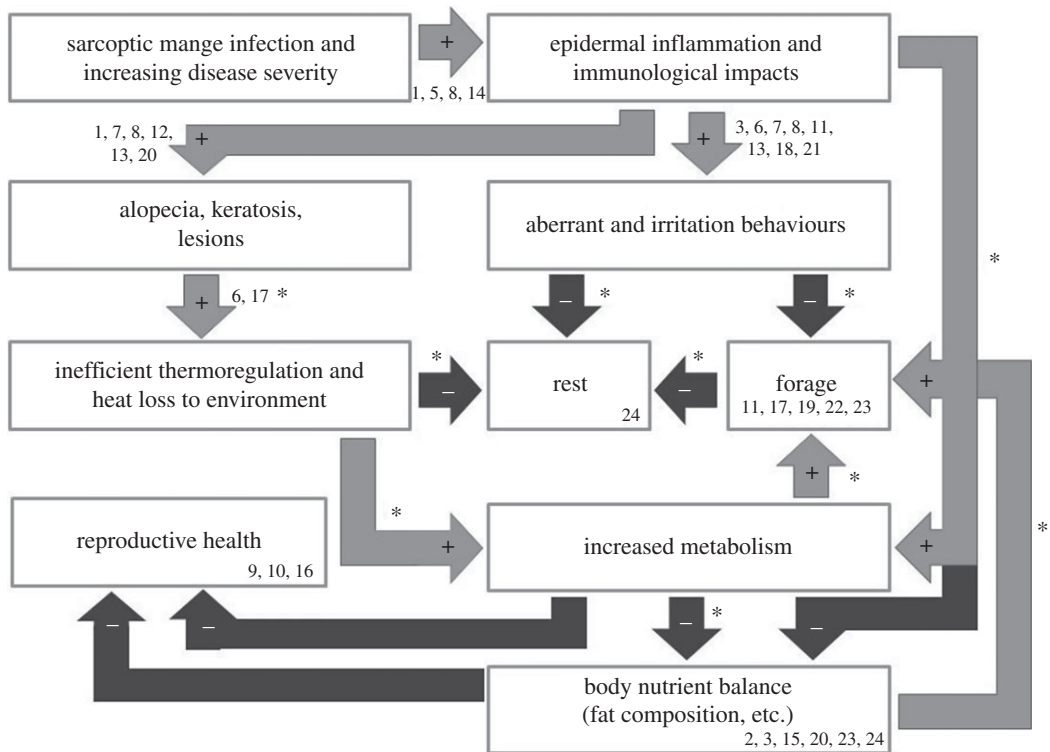 sarcoptic mange infection and
increasing disease severity
+
1, 5, 8, 14
epidermal inflammation and
immunological impacts
1, 7, 8, 12,
13, 20
+
+
3, 6, 7, 8, 11,
13, 18, 21
alopecia, keratosis,
lesions
aberrant and irritation behaviours
*
+
6, 17 *
–
*
–
*
inefficient thermoregulation and
heat loss to environment
*
–
rest
24
*
–
forage
11, 17, 19, 22, 23
+
+
*
*
+
reproductive health
9, 10, 16
increased metabolism
+
*
–
–
–
*
–
body nutrient balance
(fat composition, etc.)
2, 3, 15, 20, 23, 24